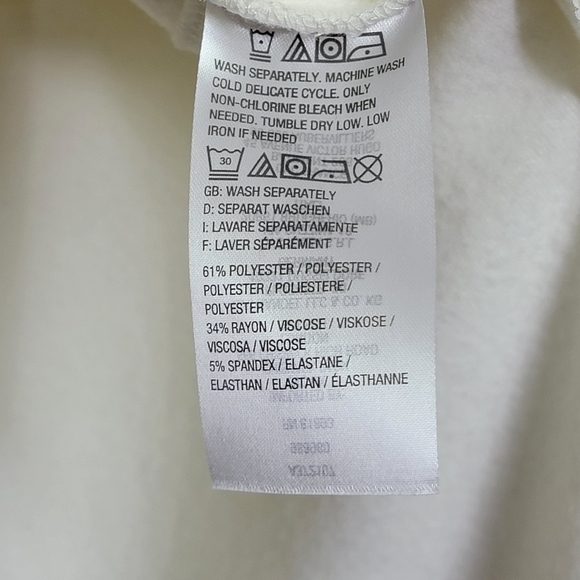 WASH SEPARATELY. MACHINE WASH
COLD DELICATE CYCLE. ONLY
NON-CHLORINE BLEACH WHEN
NEEDED. TUMBLE DRY LOW. LOW
IRON IF NEEDED
30
GB: WASH SEPARATELY
D: SEPARAT WASCHEN
I: LAVARE SEPARATAMENTE
F: LAVER SÉPARÉMENT
61% POLYESTER / POLYESTER /
POLYESTER / POLIESTERE /
POLYESTER
34% RAYON / VISCOSE / VISKOSE /
VISCOSA / VISCOSE
5% SPANDEX / ELASTANE /
ELASTHAN / ELASTAN / ÉLASTHANNE